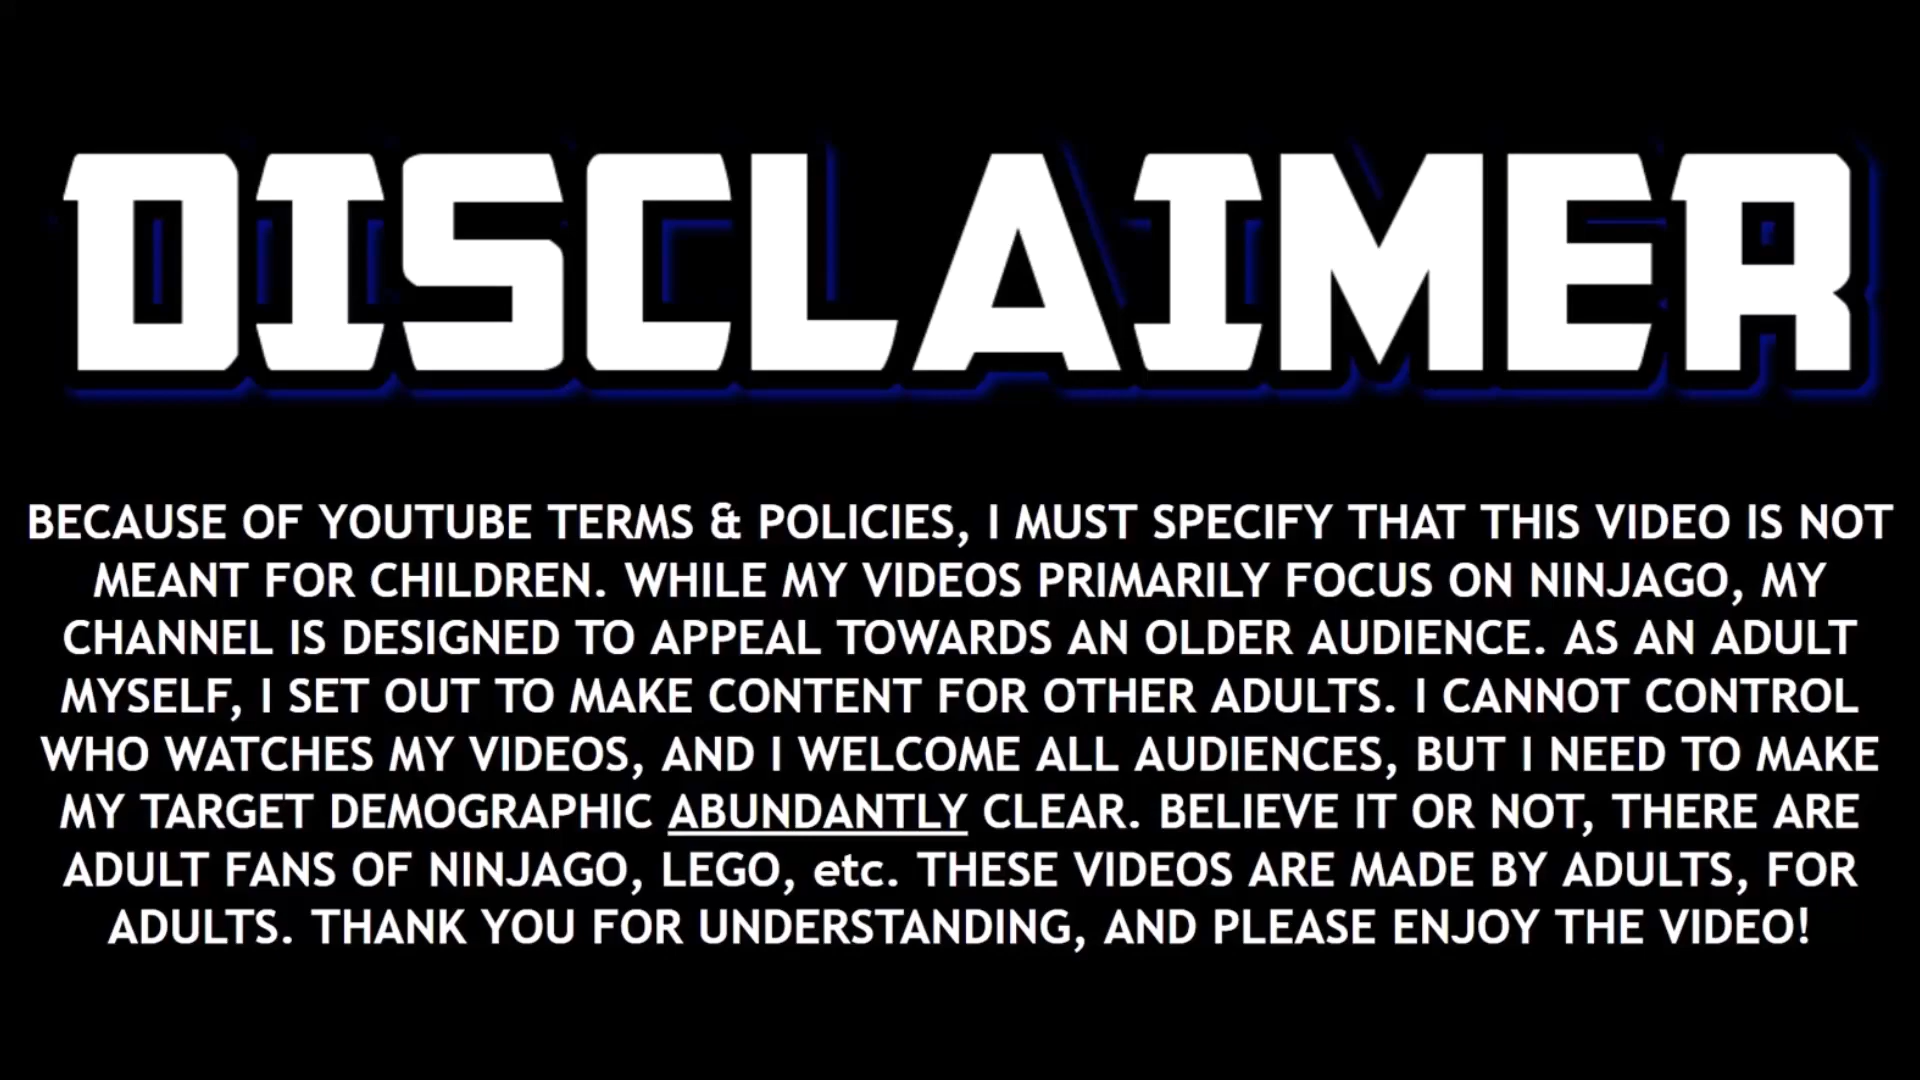 DISCLAIMER
BECAUSE OF YOUTUBE TERMS & POLICIES, I MUST SPECIFY THAT THIS VIDEO IS NOT
MEANT FOR CHILDREN. WHILE MY VIDEOS PRIMARILY FOCUS ON NINJAGO, MY
CHANNEL IS DESIGNED TO APPEAL TOWARDS AN OLDER AUDIENCE. AS AN ADULT
MYSELF, I SET OUT TO MAKE CONTENT FOR OTHER ADULTS. I CANNOT CONTROL
WHO WATCHES MY VIDEOS, AND I WELCOME ALL AUDIENCES, BUT I NEED TO MAKE
MY TARGET DEMOGRAPHIC ABUNDANTLY CLEAR. BELIEVE IT OR NOT, THERE ARE
ADULT FANS OF NINJAGO, LEGO, etc. THESE VIDEOS ARE MADE BY ADULTS, FOR
ADULTS. THANK YOU FOR UNDERSTANDING, AND PLEASE ENJOY THE VIDEO!